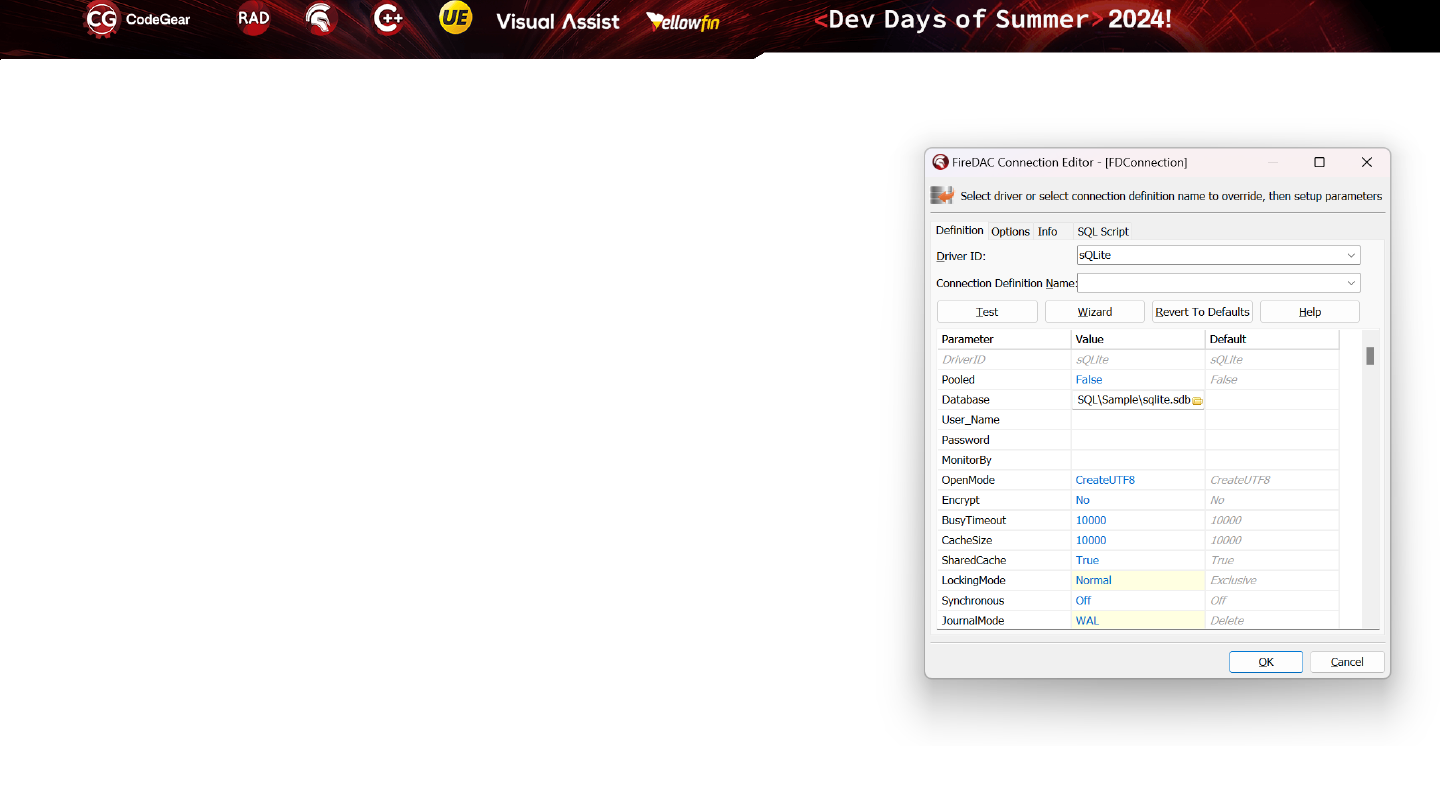 CG CodeGear RAD C++ UE Visual Assist Yellowfin <Dev Days of Summer> 2024!
FireDAC Connection Editor - [FDConnection]
Select driver or select connection definition name to override, then setup parameters
Definition Options Info SQL Script
Driver ID: sQLite
Connection Definition Name:
Test Wizard Revert To Defaults Help
Parameter Value Default
DriverID sQLite sQLite
Pooled False False
Database SQL\Sample\sqlite.sdb
User_Name
Password
MonitorBy
OpenMode CreateUTF8 CreateUTF8
Encrypt No No
BusyTimeout 10000 10000
CacheSize 10000 10000
SharedCache True True
LockingMode Normal Exclusive
Synchronous Off Off
JournalMode WAL Delete
OK Cancel